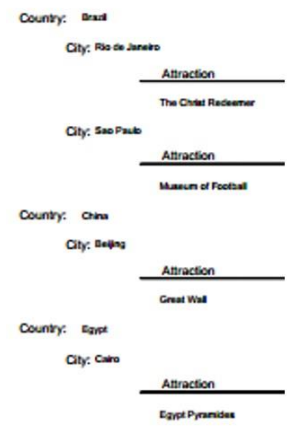 Country: Brazil
City: Rio de Janeiro
Attraction
The Christ Redeemer
City: Sao Paulo
Attraction
Museum of Football
Country: China
City: Beijing
Attraction
Great Wall
Country: Egypt
City: Cairo
Attraction
Egypt Pyramides